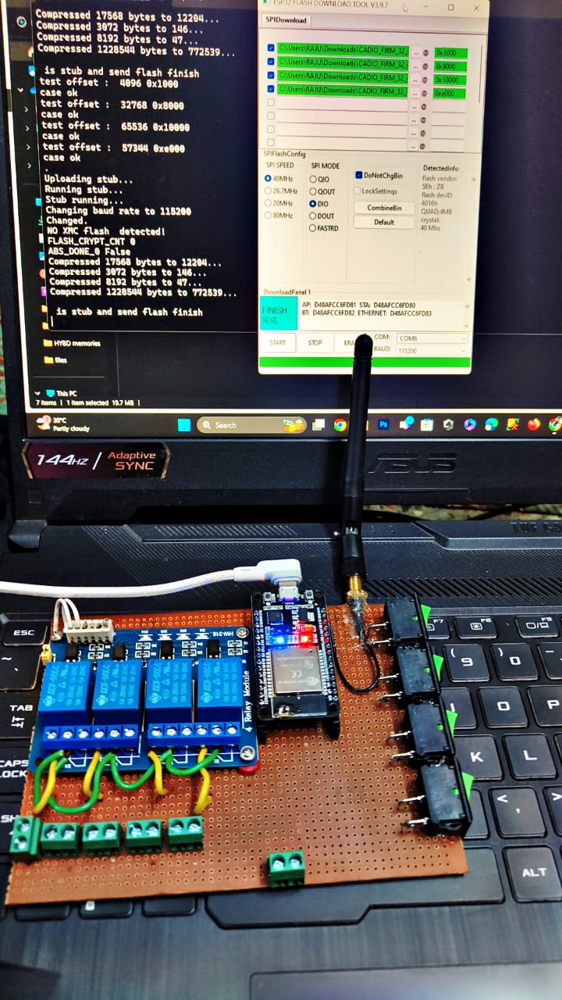 Compressed 17568 bytes to 12204...
Compressed 3072 bytes to 146...
Compressed 8192 bytes to 47...
Compressed 1228544 bytes to 772539...
is stub and send flash finish
test offset :  4096 0x1000
case ok
test offset :  32768 0x8000
case ok
test offset :  65536 0x10000
case ok
test offset :  57344 0xe000
case ok
.
Uploading stub...
Running stub...
Stub running...
Changing baud rate to 115200
Changed.
NO XMC flash  detected!
FLASH_CRYPT_CNT 0
ABS_DONE_0 False
Compressed 17568 bytes to 12204...
Compressed 3072 bytes to 146...
Compressed 8192 bytes to 47...
Compressed 1228544 bytes to 772539...
is stub and send flash finish
HYBD memories
files
This PC
7 items | 1 item selected 19.7 MB |
30°C
Partly cloudy
Search
Ps
ESP32 FLASH DOWNLOAD TOOL V3.9.7
SPIDownload
C:\Users\RAJU\Downloads\CADIO_FIRM_32_ ... @ 0x1000
C:\Users\RAJU\Downloads\CADIO_FIRM_32_ ... @ 0x8000
C:\Users\RAJU\Downloads\CADIO_FIRM_32_ ... @ 0x10000
C:\Users\RAJU\Downloads\CADIO_FIRM_32_ ... @ 0xe000
... @
... @
... @
... @
SPIFlashConfig
SPI SPEED
40MHz
26.7MHz
20MHz
80MHz
SPI MODE
QIO
QOUT
DIO
DOUT
FASTRD
DoNotChgBin
LockSettings
CombineBin
Default
DetectedInfo
flash vendor:
5Eh : ZB
flash devID:
4016h
QUAD;4MB
crystal:
40 Mhz
DownloadPanel 1
FINISH
完成
AP: D48AFCC6FD81 STA: D48AFCC6FD80
BT: D48AFCC6FD82 ETHERNET: D48AFCC6FD83
START
STOP
COM: COM6
BAUD: 115200
144HZ / Adaptive SYNC
ASUS
HW-316
4 Relay Module
CE
ESC
TAB
CAPS
LOCK
F7
F8
F9
(
9
)
0
O
P
K
L
<
,
ALT